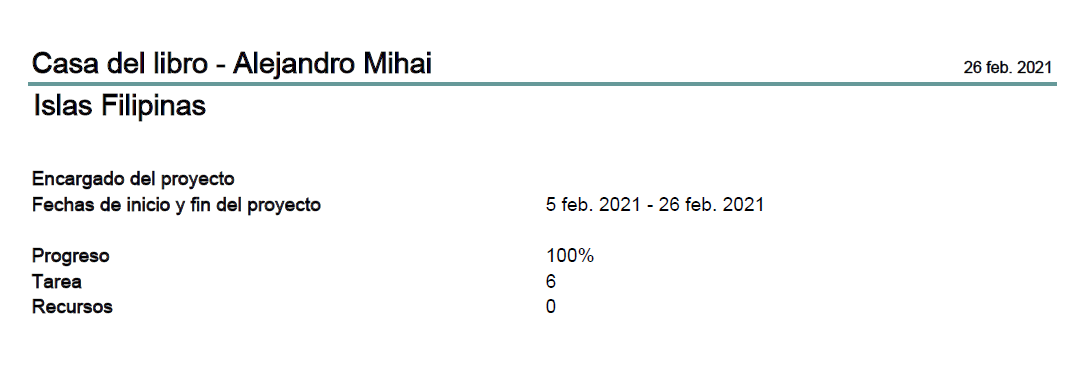 Casa del libro - Alejandro Mihai
26 feb. 2021
Islas Filipinas
Encargado del proyecto
Fechas de inicio y fin del proyecto 5 feb. 2021 - 26 feb. 2021
Progreso 100%
Tarea 6
Recursos 0